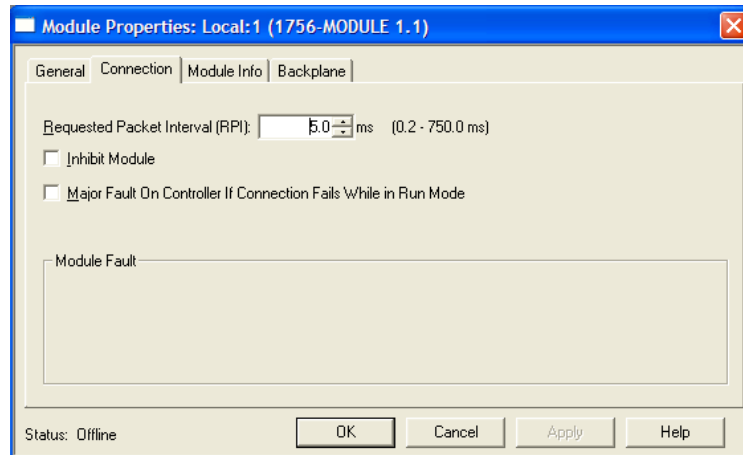 Module Properties: Local:1 (1756-MODULE 1.1)
General Connection Module Info Backplane
Requested Packet Interval (RPI): 5.0 ms (0.2 - 750.0 ms)
Inhibit Module
Major Fault On Controller If Connection Fails While in Run Mode
Module Fault
Status: Offline OK Cancel Apply Help